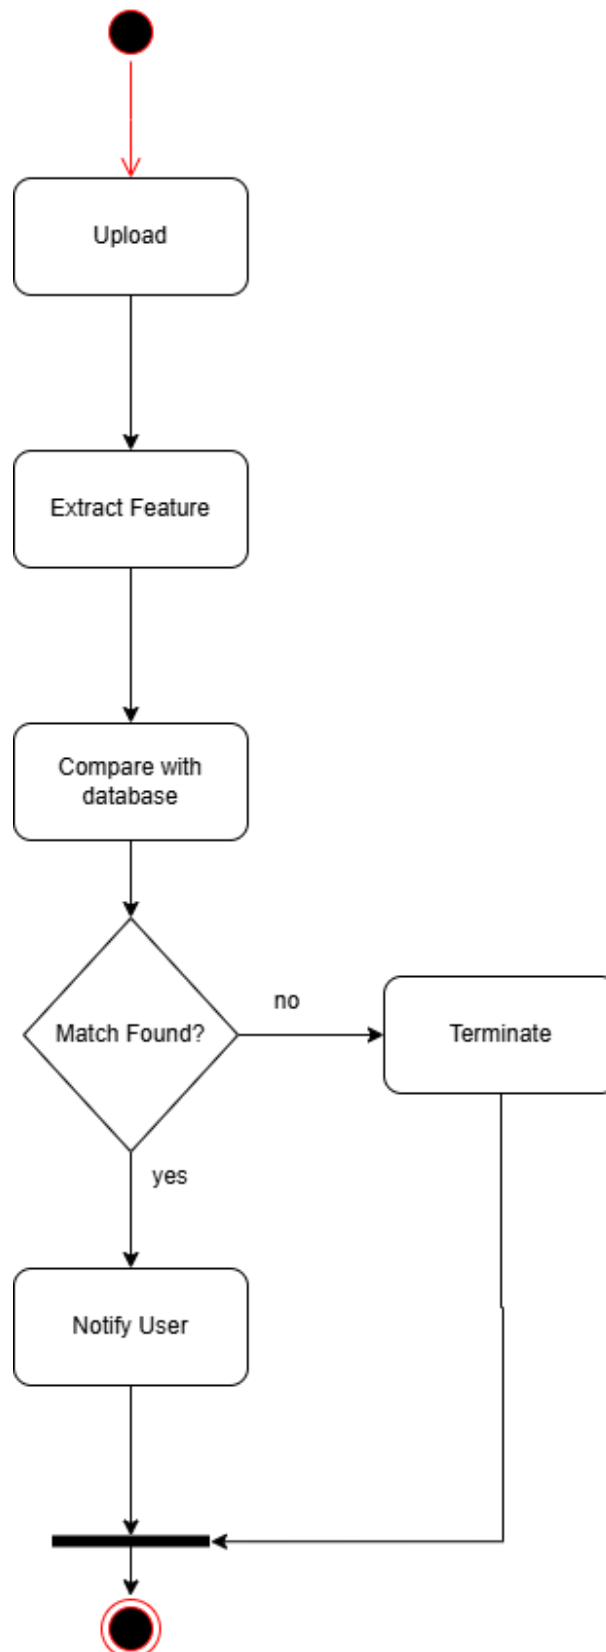 Upload
Extract Feature
Compare with
database
no
Match Found?
Terminate
yes
Notify User